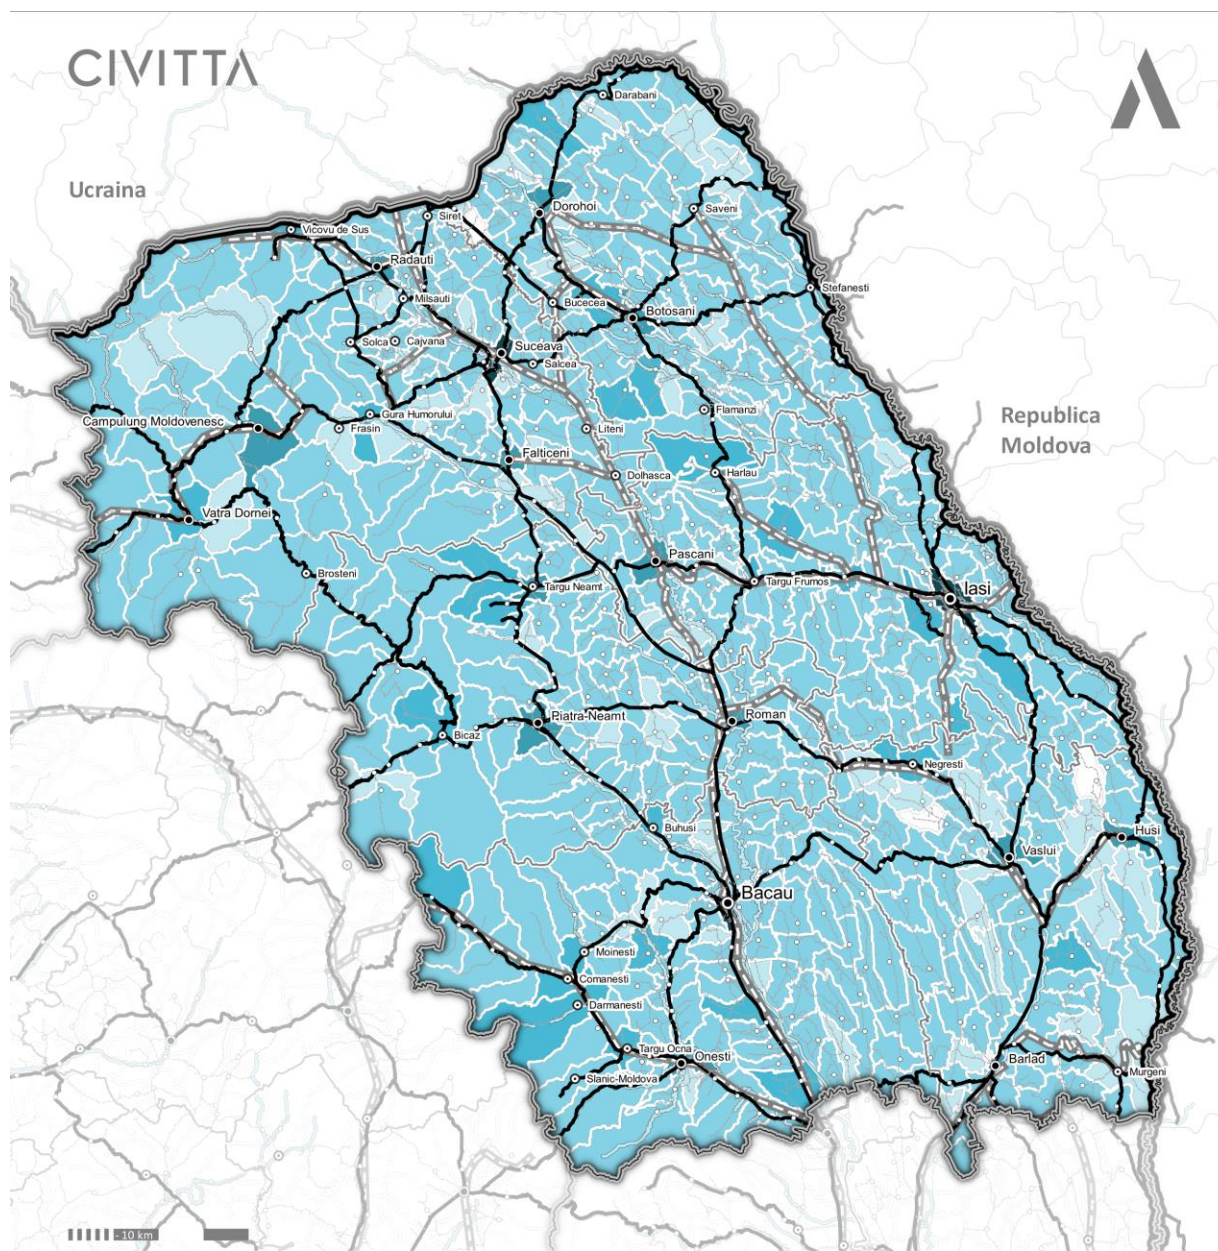 CIVITTA
Darabani
Ucraina
Siret
Dorohoi
Saveni
Vicovu de Sus
Radauti
Milsauti
Bucecea
Stefanesti
Botosani
Solca
Cajvana
Suceava
Salcea
Campulung Moldovenesc
Gura Humorului
Flamanzi
Republica
Moldova
Frasin
Liteni
Falticeni
Dolhasca
Harlau
Vatra Dornei
Pascani
Brosteni
Targu Neamt
Targu Frumos
Iasi
Piatra-Neamt
Roman
Bicaz
Negresti
Buhusi
Husi
Vaslui
Bacau
Moinesti
Comanesti
Darmanesti
Targu Ocna
Onesti
Barlad
Slanic-Moldova
Murgeni
- 10 km